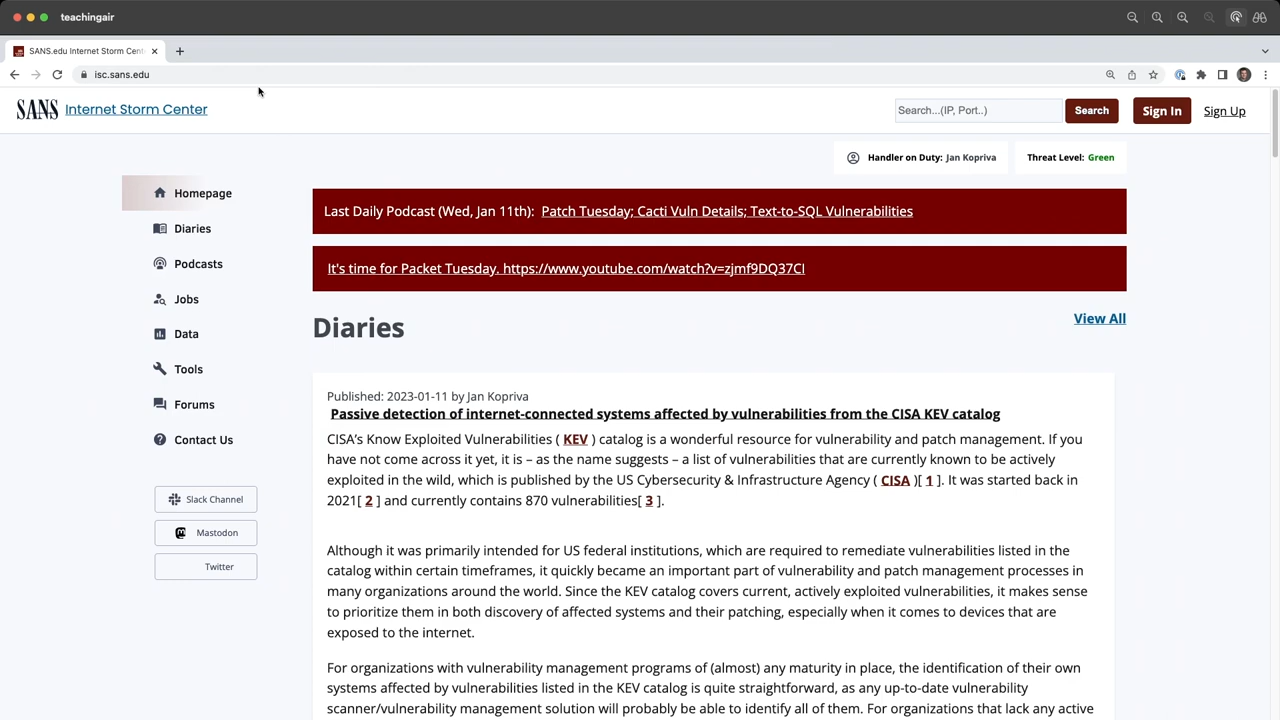 teachingair
SANS.edu Internet Storm Cent
isc.sans.edu
SANS Internet Storm Center
Search...(IP, Port..)
Search
Sign In
Sign Up
Handler on Duty: Jan Kopriva
Threat Level: Green
Homepage
Diaries
Podcasts
Jobs
Data
Tools
Forums
Contact Us
Slack Channel
Mastodon
Twitter
Last Daily Podcast (Wed, Jan 11th): Patch Tuesday; Cacti Vuln Details; Text-to-SQL Vulnerabilities
It's time for Packet Tuesday. https://www.youtube.com/watch?v=zjmf9DQ37CI
Diaries
View All
Published: 2023-01-11 by Jan Kopriva
Passive detection of internet-connected systems affected by vulnerabilities from the CISA KEV catalog
CISA’s Know Exploited Vulnerabilities ( KEV ) catalog is a wonderful resource for vulnerability and patch management. If you
have not come across it yet, it is – as the name suggests – a list of vulnerabilities that are currently known to be actively
exploited in the wild, which is published by the US Cybersecurity & Infrastructure Agency ( CISA )[ 1 ]. It was started back in
2021[ 2 ] and currently contains 870 vulnerabilities[ 3 ].
Although it was primarily intended for US federal institutions, which are required to remediate vulnerabilities listed in the
catalog within certain timeframes, it quickly became an important part of vulnerability and patch management processes in
many organizations around the world. Since the KEV catalog covers current, actively exploited vulnerabilities, it makes sense
to prioritize them in both discovery of affected systems and their patching, especially when it comes to devices that are
exposed to the internet.
For organizations with vulnerability management programs of (almost) any maturity in place, the identification of their own
systems affected by vulnerabilities listed in the KEV catalog is quite straightforward, as any up-to-date vulnerability
scanner/vulnerability management solution will probably be able to identify all of them. For organizations that lack any active